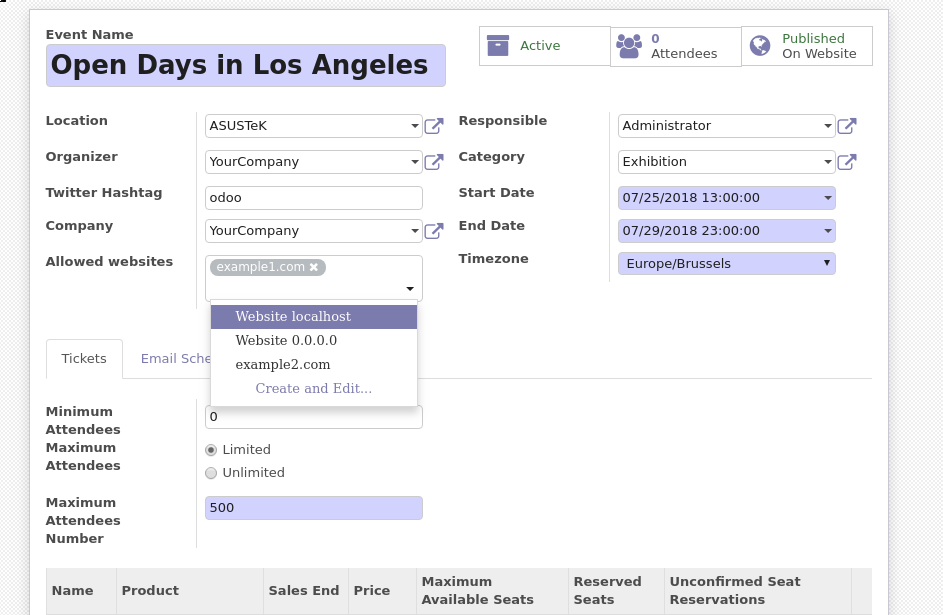 Event Name
Open Days in Los Angeles
Active
0
Attendees
Published
On Website
Location
ASUSTeK
Organizer
YourCompany
Twitter Hashtag
odoo
Company
YourCompany
Allowed websites
example1.com ✖
Website localhost
Website 0.0.0.0
example2.com
Create and Edit...
Responsible
Administrator
Category
Exhibition
Start Date
07/25/2018 13:00:00
End Date
07/29/2018 23:00:00
Timezone
Europe/Brussels
Tickets
Email Sche
Minimum
Attendees
0
Maximum
Attendees
Limited
Unlimited
Maximum
Attendees
Number
500
Name
Product
Sales End
Price
Maximum
Available Seats
Reserved
Seats
Unconfirmed Seat
Reservations